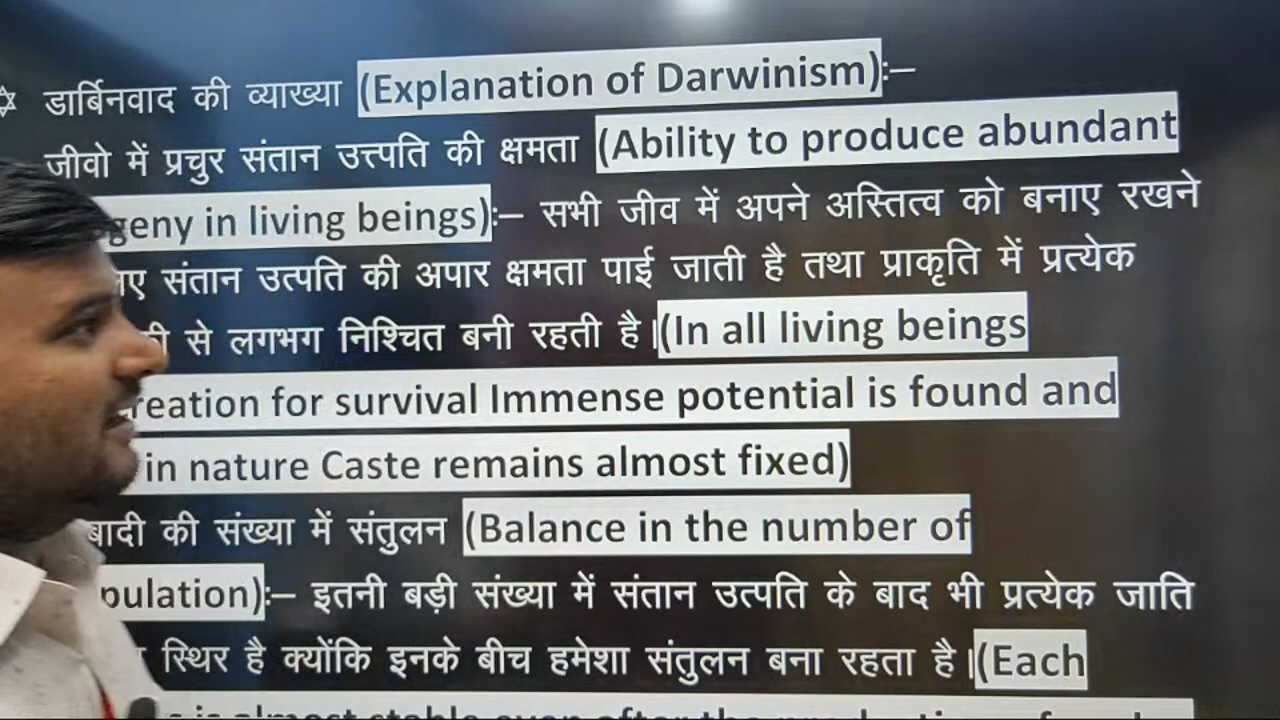 डार्बिनवाद की व्याख्या (Explanation of Darwinism):–
जीवो में प्रचुर संतान उत्त्पति की क्षमता (Ability to produce abundant
geny in living beings):– सभी जीव में अपने अस्तित्व को बनाए रखने
संतान उत्पति की अपार क्षमता पाई जाती है तथा प्राकृति में प्रत्येक
से लगभग निश्चित बनी रहती है।(In all living beings
reation for survival Immense potential is found and
in nature Caste remains almost fixed)
बादी की संख्या में संतुलन (Balance in the number of
pulation):– इतनी बड़ी संख्या में संतान उत्पति के बाद भी प्रत्येक जाति
स्थिर है क्योंकि इनके बीच हमेशा संतुलन बना रहता है।(Each